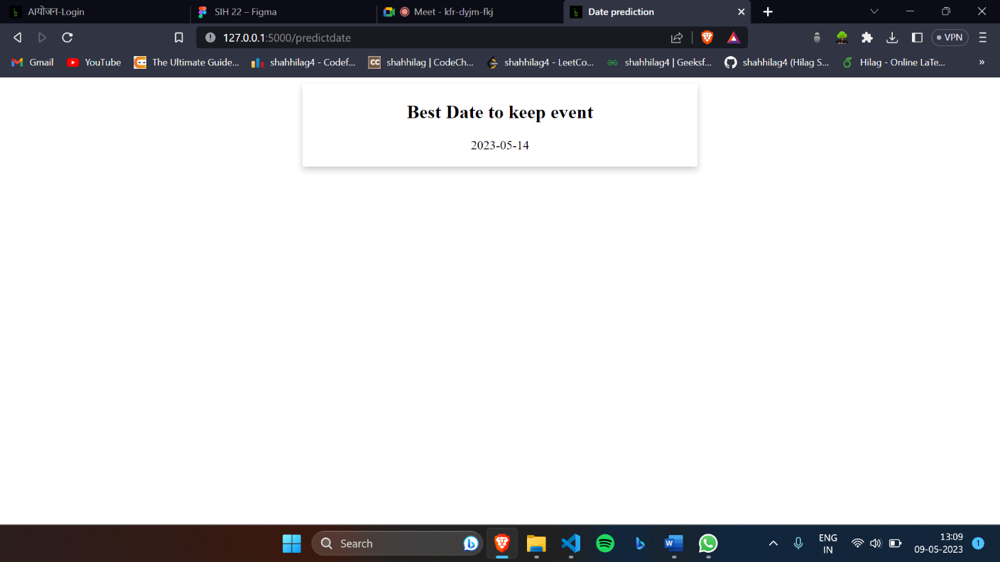 AIयोजन-Login
SIH 22 – Figma
Meet - kfr-dyjm-fkj
Date prediction
127.0.0.1:5000/predictdate
VPN
Gmail
YouTube
The Ultimate Guide...
shahhilag4 - Codef...
shahhilag | CodeCh...
shahhilag4 - LeetCo...
shahhilag4 | Geeksf...
shahhilag4 (Hilag S...
Hilag - Online LaTe...
»
Best Date to keep event
2023-05-14
Search
ENG
IN
13:09
09-05-2023
1